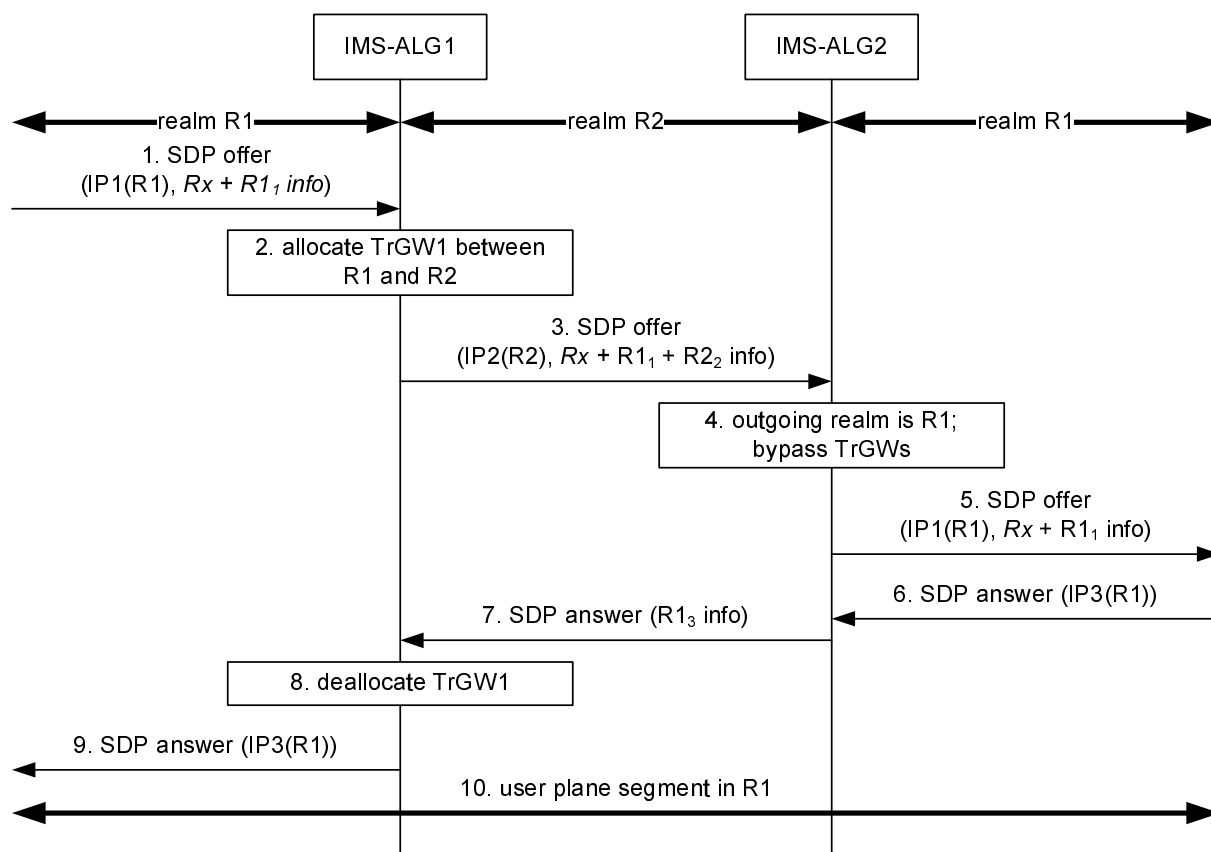 IMS-ALG1
IMS-ALG2
realm R1
realm R2
realm R1
1. SDP offer
(IP1(R1), Rx + R1₁ info)
2. allocate TrGW1 between
R1 and R2
3. SDP offer
(IP2(R2), Rx + R1₁ + R2₂ info)
4. outgoing realm is R1;
bypass TrGWs
5. SDP offer
(IP1(R1), Rx + R1₁ info)
6. SDP answer (IP3(R1))
7. SDP answer (R1₃ info)
8. deallocate TrGW1
9. SDP answer (IP3(R1))
10. user plane segment in R1